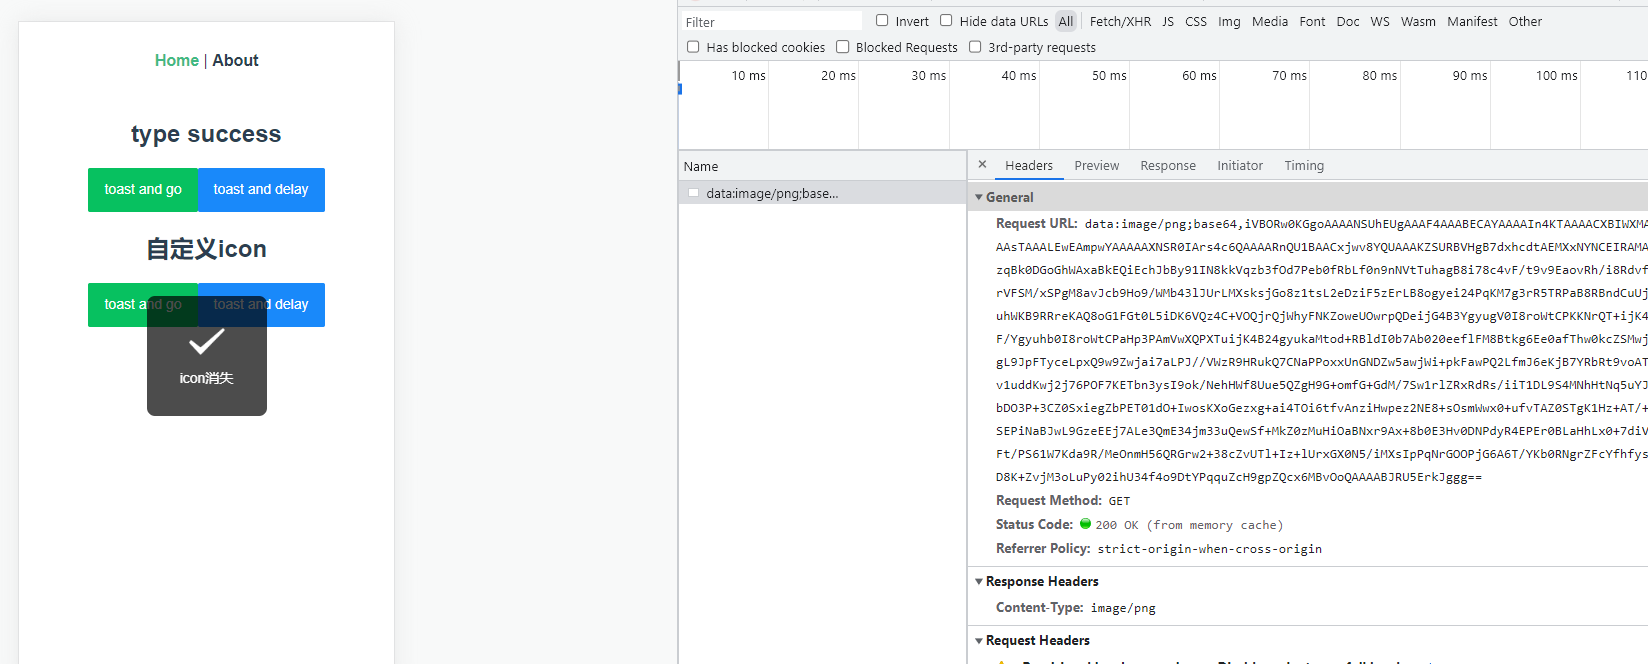 Home | About
type success
toast and go toast and delay
自定义icon
toast and go toast and delay
icon消失
Filter Invert Hide data URLs All Fetch/XHR JS CSS Img Media Font Doc WS Wasm Manifest Other
Has blocked cookies Blocked Requests 3rd-party requests
10 ms 20 ms 30 ms 40 ms 50 ms 60 ms 70 ms 80 ms 90 ms 100 ms 110
Name
data:image/png;base...
× Headers Preview Response Initiator Timing
General
Request URL: data:image/png;base64,iVBORw0KGgoAAAANSUhEUgAAAF4AAABECAYAAAAIn4KTAAAACXBIWXMA
AAsTAAALEwEAmpwYAAAAAXNSR0IArs4c6QAAAARnQU1BAACxjwv8YQUAAAKZSURBVHgB7dxhcdtAEMXxNYNCEIRAMA
zqBk0DGoGhWAxaBkEQiEchJbBy91IN8kkVqzb3fOd7Peb0fRbLf0n9nNVtTuhagB8i78c4vF/t9v9EaovRh/i8Rdvf
rVFSM/xSPgM8avJcb9Ho9/WMb43lJUrLMXsksjGo8z1tsL2eDziF5zErLB8ogyei24PqKM7g3rR5TRPaB8RBndCuUj
uhWKB9RRreKAQ8oG1FGt0L5iDK6VQz4C+VOQjrQjWhyFNKZoweUOwrpQDeijG4B3YgyugV0I8roWtCPKKNrQT+ijK4
F/Ygyuhb0I8roWtCPaHp3PAmVwXQPXTuijK4B24gyukaMtod+RBldI0b7Ab020eeflFM8Btkg6Ee0afThw0kcZSMwj
gL9JpFTyceLpxQ9w9Zwjai7aLPJ//VWzR9HRukQ7CNaPPoxxUnGNDZw5awjWi+pkFawPQ2LfmJ6eKjB7YRbRt9voAT
v1uddKwj2j76POF7KETbn3ysI9ok/NehHWf8Uue5QZgH9G+omfG+GdM/7Sw1rlZRxRdRs/iiT1DL9S4MNhHtNq5uYJ
bDO3P+3CZ0SxiegZbPET01dO+IwosKXoGezxg+ai4TOi6tfvAnziHwpez2NE8+sOsmWwx0+ufvTAZ0STgK1Hz+AT/+
SEPiNaBJwL9GzeEEj7ALe3QmE34jm33uQewSf+MkZ0zMuHiOaBNxr9Ax+8b0E3Hv0DNPdyR4EPEr0BLaHhLx0+7diV
Ft/PS61W7Kda9R/MeOnmH56QRGrw2+38cZvUTl+Iz+lUrxGX0N5/iMXsIpPqNrGOOPjG6A6T/YKb0RNgrZFcYfhfys
D8K+ZvjM3oLuPy02ihU34f4o9DtYPqquZcH9gpZQcx6MBvOoQAAAABJRU5ErkJggg==
Request Method: GET
Status Code: 200 OK (from memory cache)
Referrer Policy: strict-origin-when-cross-origin
Response Headers
Content-Type: image/png
Request Headers